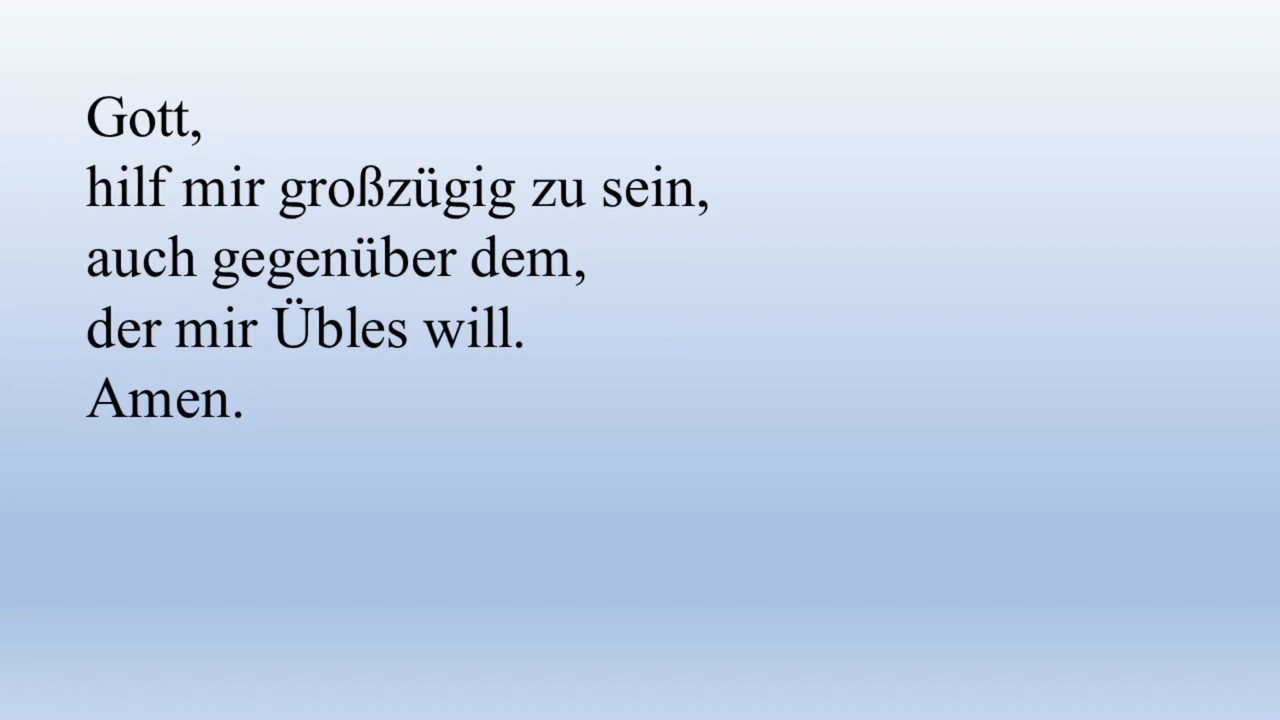 Gott,
hilf mir großzügig zu sein,
auch gegenüber dem,
der mir Übles will.
Amen.